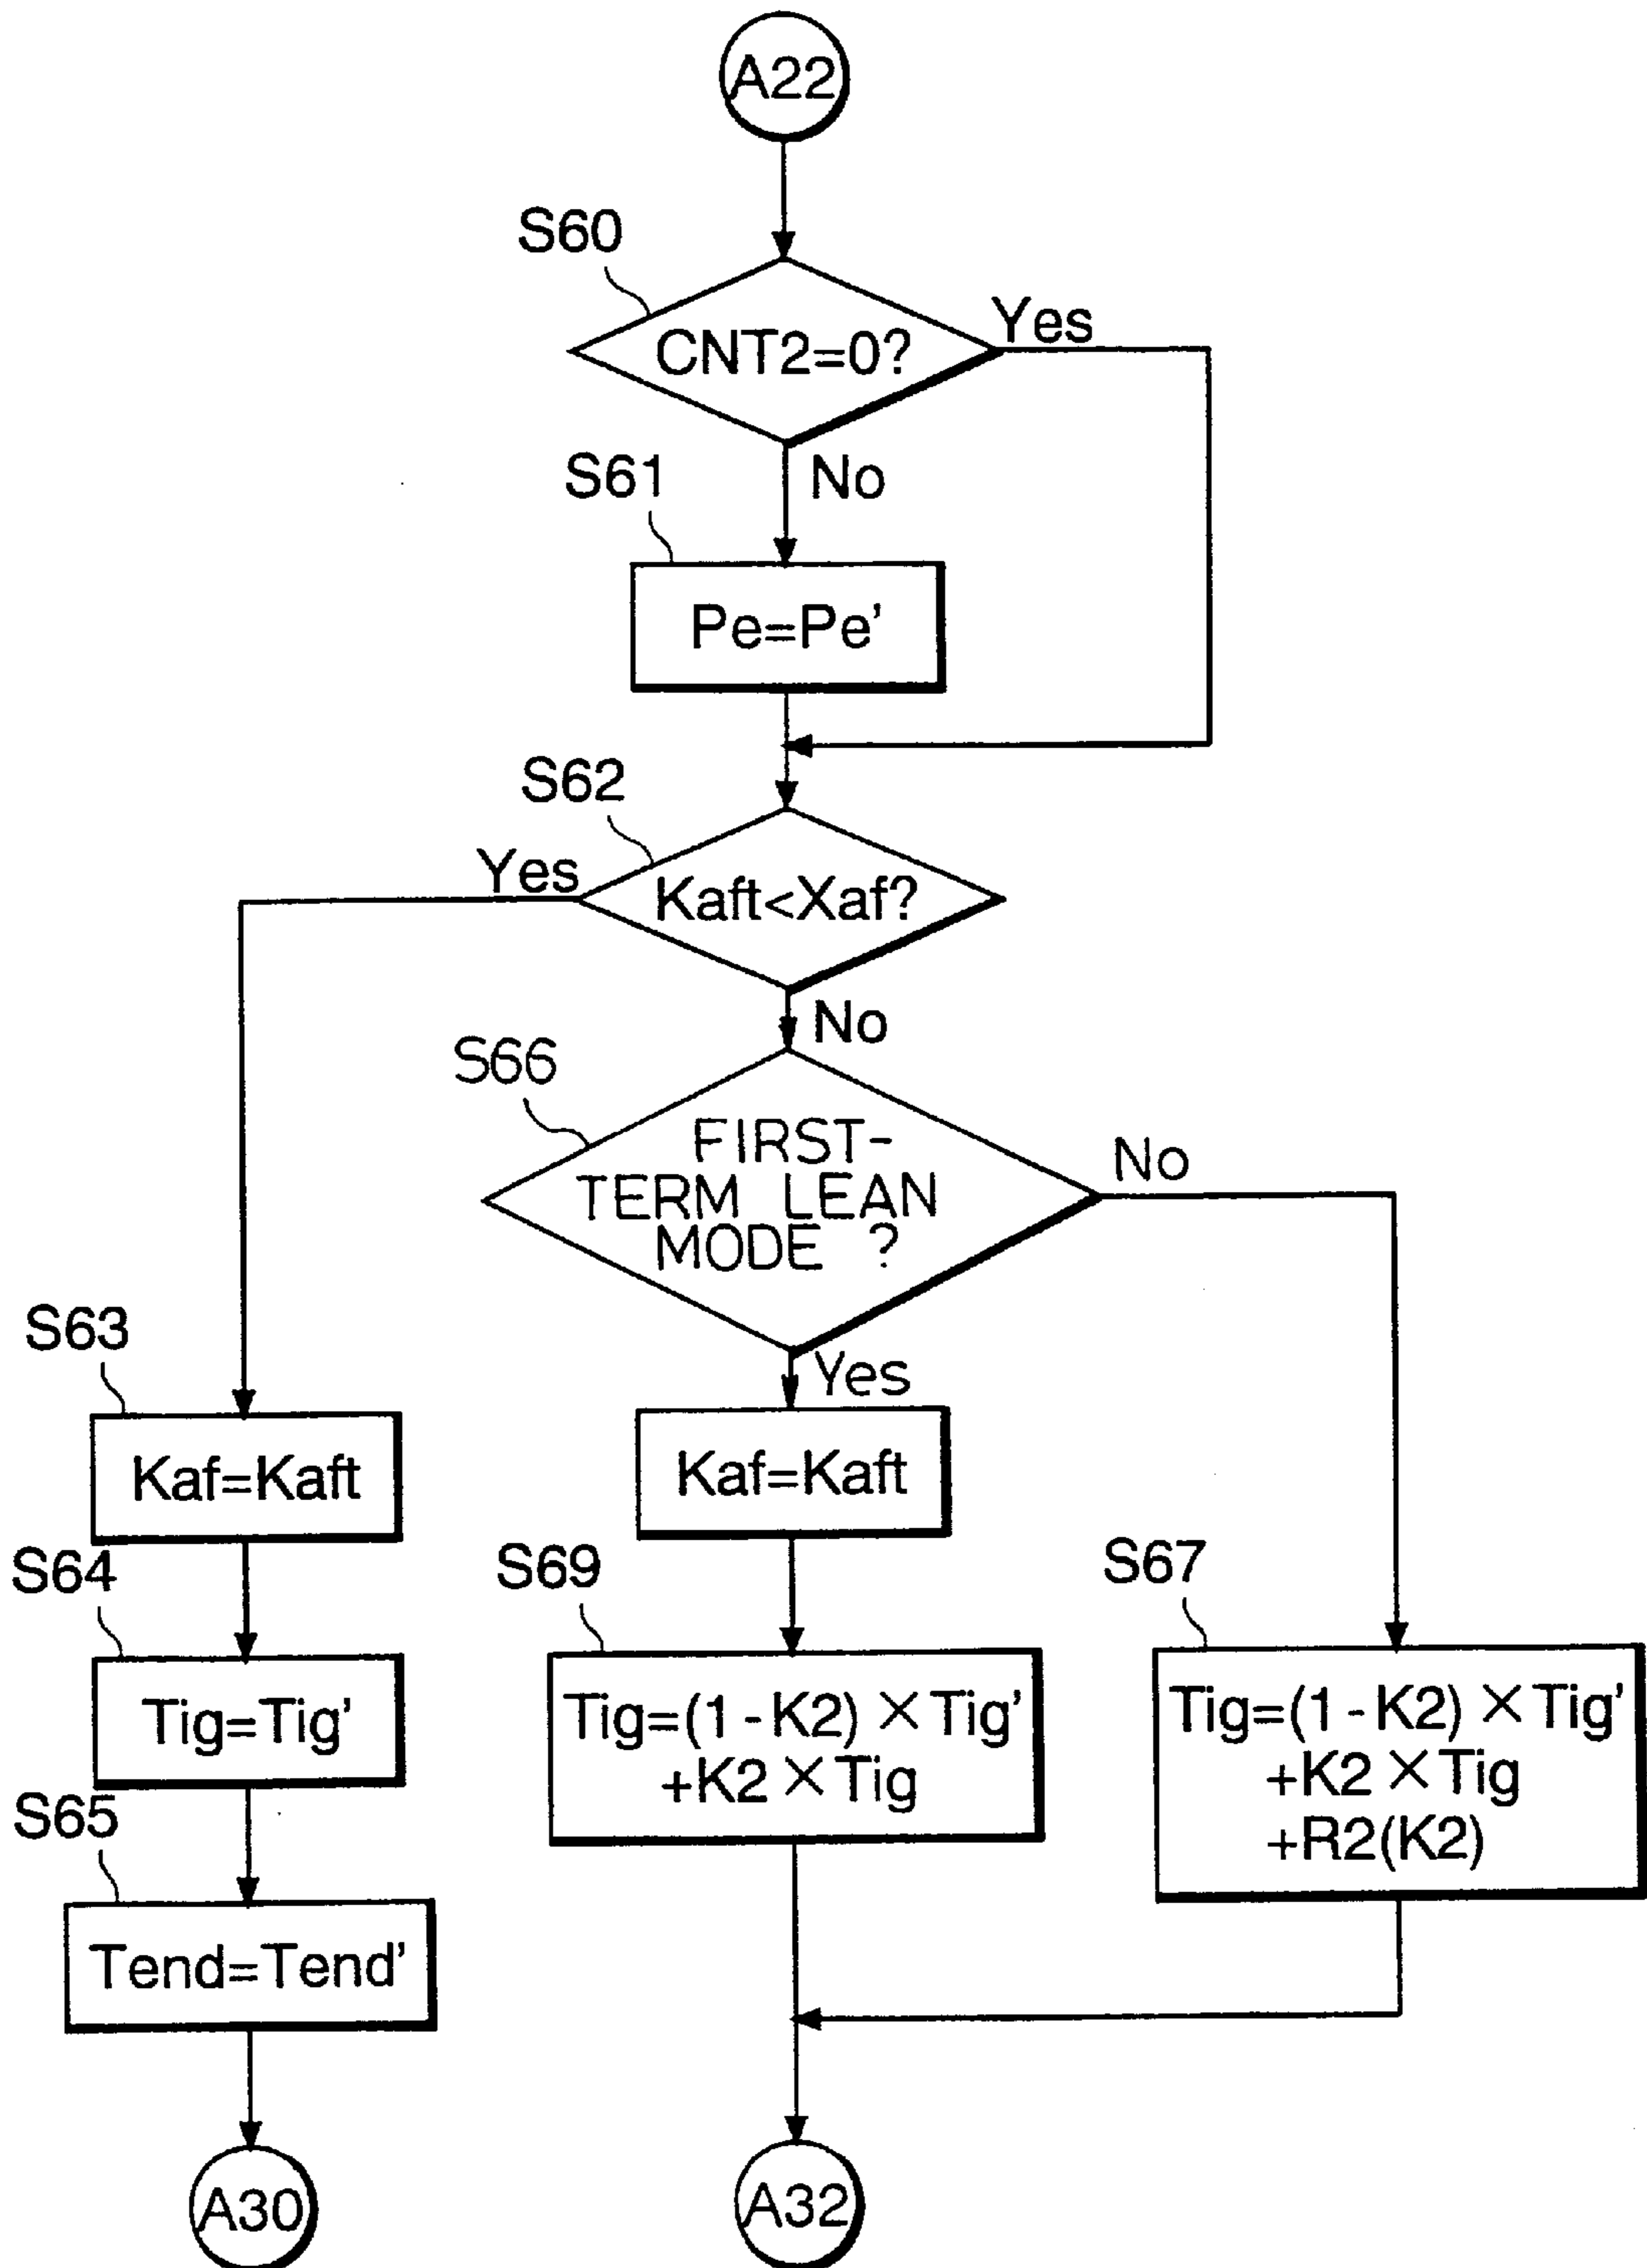 A22
S60
CNT2=0?
Yes
No
S61
Pe=Pe'
S62
Kaft<Xaf?
Yes
No
S66
FIRST-
TERM LEAN
MODE ?
No
Yes
S63
Kaf=Kaft
Kaf=Kaft
S64
Tig=Tig'
S69
Tig=(1-K2)×Tig'
+K2×Tig
S67
Tig=(1-K2)×Tig'
+K2×Tig
+R2(K2)
S65
Tend=Tend'
A30
A32